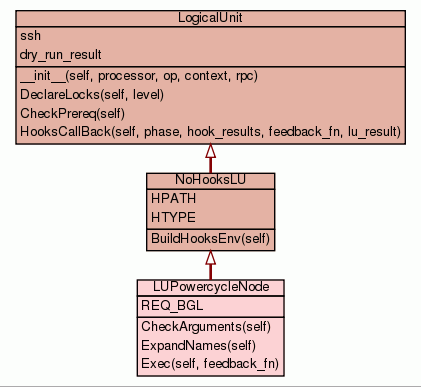 LogicalUnit
ssh
dry_run_result
__init__(self, processor, op, context, rpc)
DeclareLocks(self, level)
CheckPrereq(self)
HooksCallBack(self, phase, hook_results, feedback_fn, lu_result)
NoHooksLU
HPATH
HTYPE
BuildHooksEnv(self)
LUPowercycleNode
REQ_BGL
CheckArguments(self)
ExpandNames(self)
Exec(self, feedback_fn)